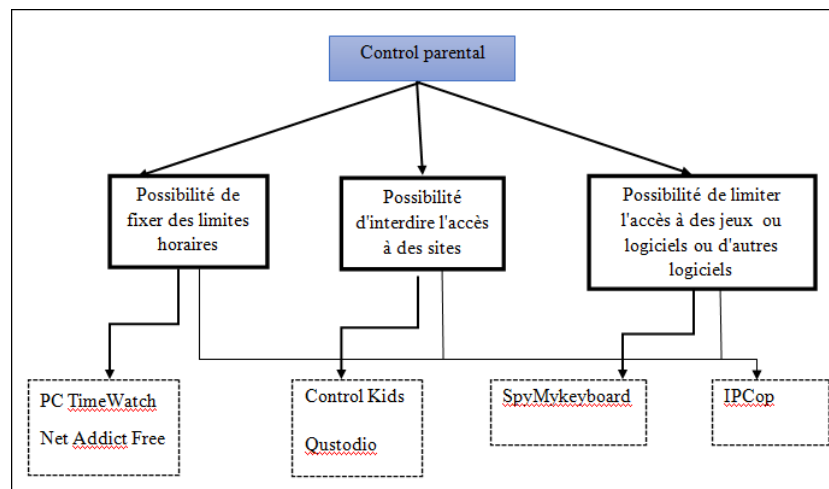 Control parental
Possibilité de
fixer des limites
horaires
Possibilité
d'interdire l'accès
à des sites
Possibilité de limiter
l'accès à des jeux ou
logiciels ou d'autres
logiciels
PC TimeWatch
Net Addict Free
Control Kids
Qustodio
SpyMykeyboard
IPCop